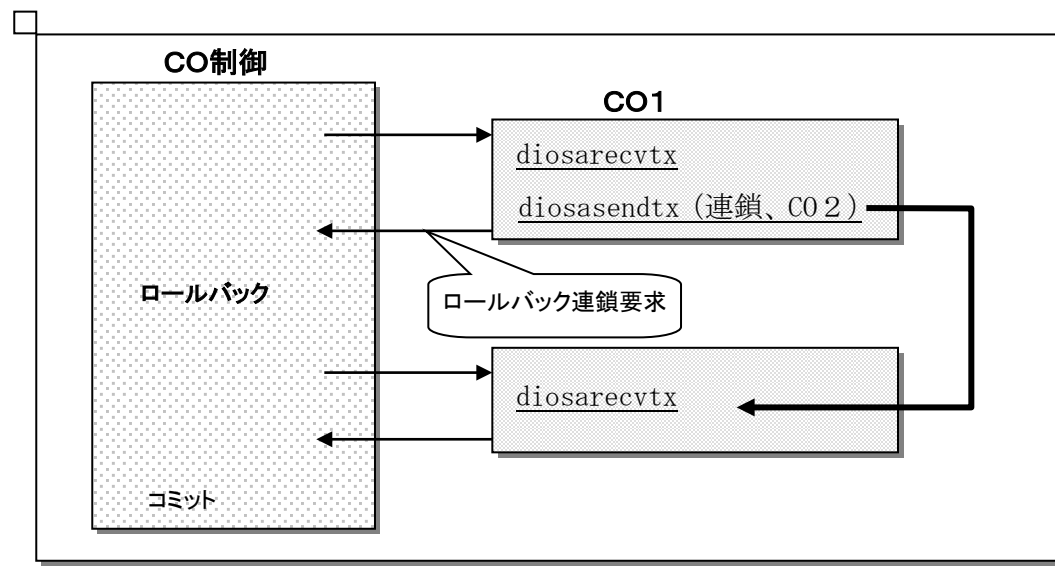 CO制御
CO1
diosarecvtx
diosasendtx（連鎖、CO２）
ロールバック連鎖要求
ロールバック
diosarecvtx
コミット